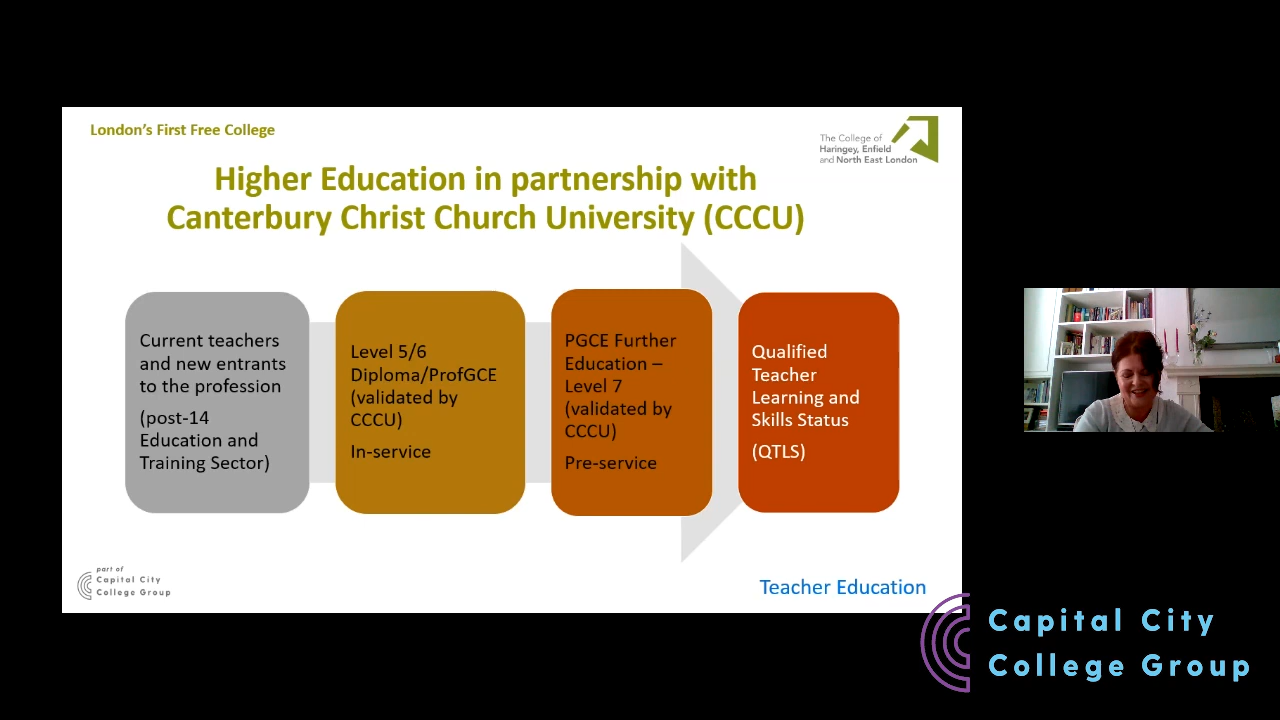 London's First Free College
The College of
Haringey, Enfield
and North East London
Higher Education in partnership with
Canterbury Christ Church University (CCCU)
Current teachers
and new entrants
to the profession
(post-14
Education and
Training Sector)
Level 5/6
Diploma/ProfGCE
(validated by
CCCU)
In-service
PGCE Further
Education –
Level 7
(validated by
CCCU)
Pre-service
Qualified
Teacher
Learning and
Skills Status
(QTLS)
part of
Capital City
College Group
Teacher Education
Capital City
College Group